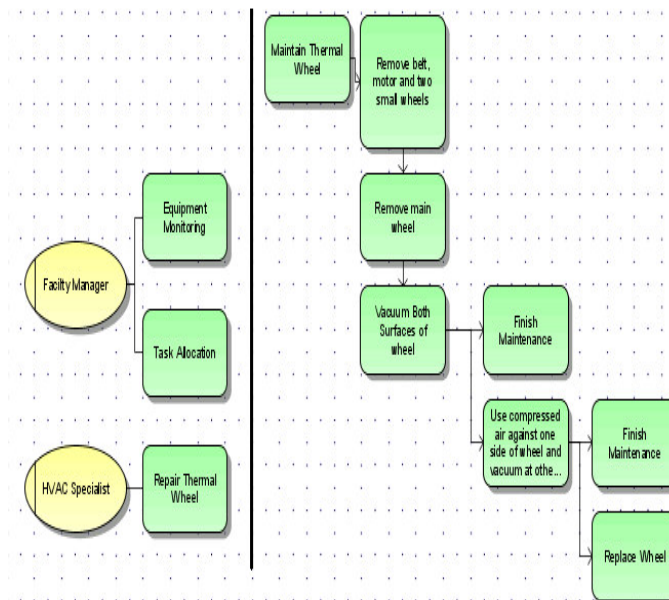 Maintain Thermal
Wheel
Remove belt,
motor and two
small wheels
Equipment
Monitoring
Remove main
wheel
Facilty Manager
Vacuum Both
Surfaces of
wheel
Finish
Maintenance
Task Allocation
Use compressed
air against one
side of wheel and
vacuum at othe...
Finish
Maintenance
HVAC Specialist
Repair Thermal
Wheel
Replace Wheel